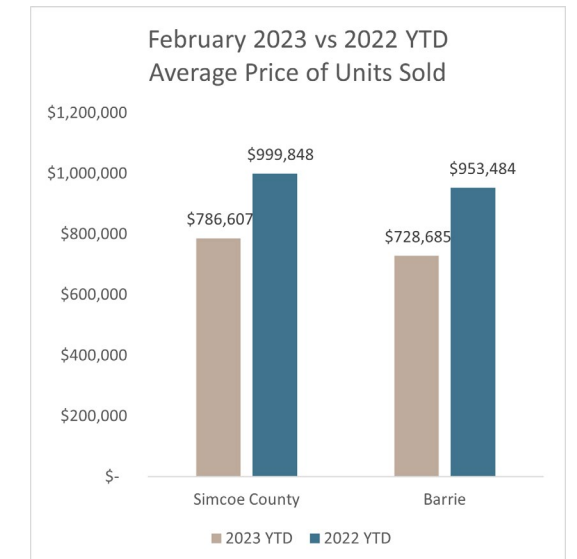 February 2023 vs 2022 YTD
Average Price of Units Sold
$1,200,000
$1,000,000
$800,000
$600,000
$400,000
$200,000
$-
$786,607
$999,848
$728,685
$953,484
Simcoe County
Barrie
2023 YTD
2022 YTD